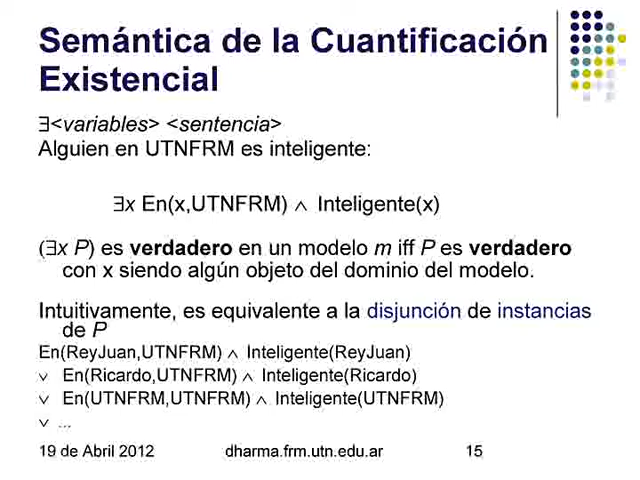 Semántica de la Cuantificación
Existencial
∃<variables> <sentencia>
Alguien en UTNFRM es inteligente:
∃x En(x,UTNFRM) ∧ Inteligente(x)
(∃x P) es verdadero en un modelo m iff P es verdadero
con x siendo algún objeto del dominio del modelo.
Intuitivamente, es equivalente a la disjunción de instancias
de P
En(ReyJuan,UTNFRM) ∧ Inteligente(ReyJuan)
∨ En(Ricardo,UTNFRM) ∧ Inteligente(Ricardo)
∨ En(UTNFRM,UTNFRM) ∧ Inteligente(UTNFRM)
∨ ...
19 de Abril 2012 dharma.frm.utn.edu.ar 15